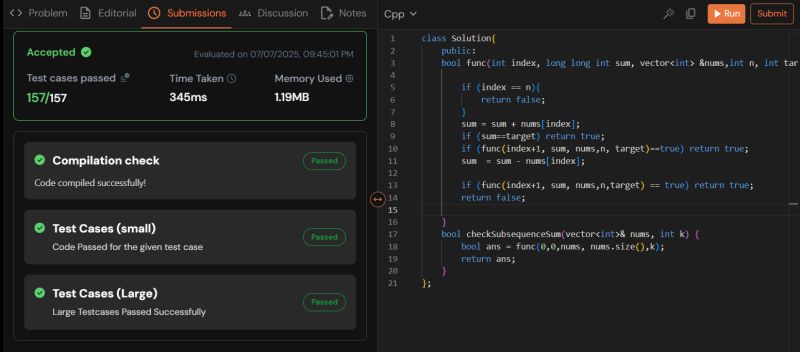 <> Problem
Editorial
Submissions
Discussion
Notes
Accepted
Evaluated on 07/07/2025, 09:45:01 PM
Test cases passed
Time Taken
Memory Used
157/157
345ms
1.19MB
Compilation check
Passed
Code compiled successfully!
Test Cases (small)
Passed
Code Passed for the given test case
Test Cases (Large)
Passed
Large Testcases Passed Successfully
Cpp
Run
Submit
1 class Solution{
2 public:
3 bool func(int index, long long int sum, vector<int> &nums,int n, int tar
4
5 if (index == n){
6 return false;
7 }
8 sum = sum + nums[index];
9 if (sum==target) return true;
10 if (func(index+1, sum, nums,n, target)==true) return true;
11 sum  = sum - nums[index];
12
13 if (func(index+1, sum, nums,n,target) == true) return true;
14 return false;
15
16 }
17 bool checkSubsequenceSum(vector<int>& nums, int k) {
18 bool ans = func(0,0,nums, nums.size(),k);
19 return ans;
20 }
21 };